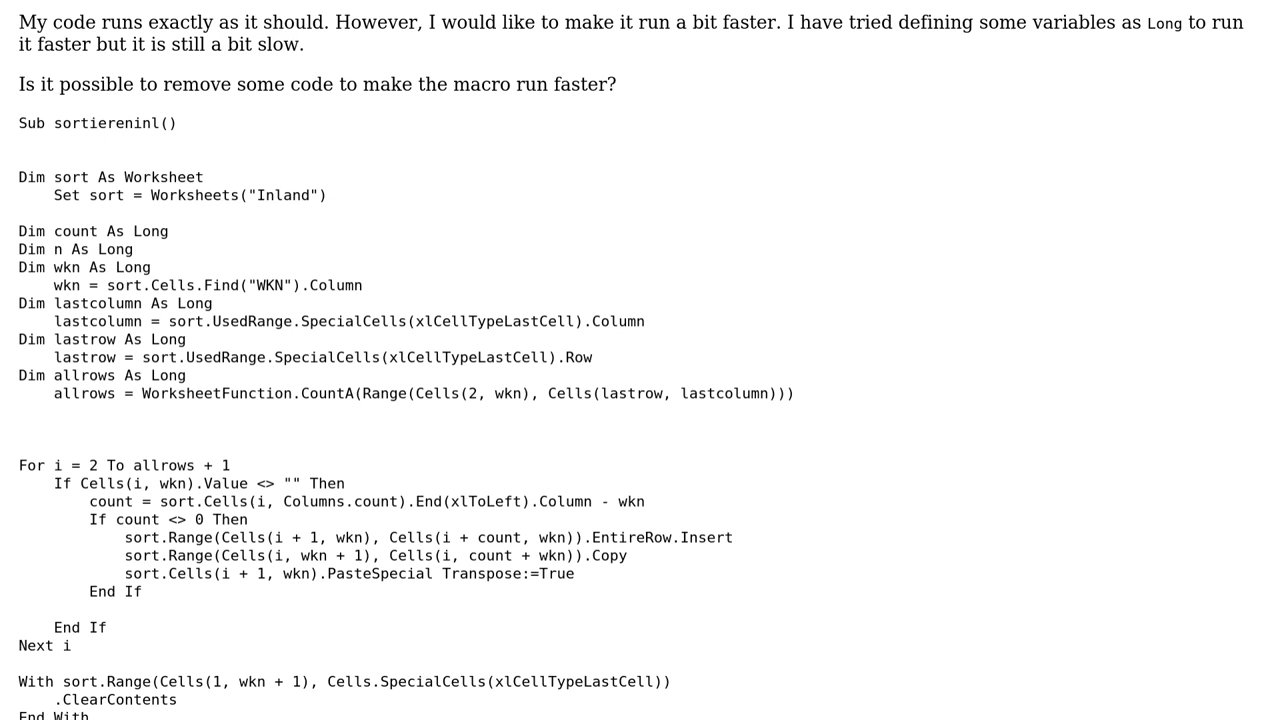 My code runs exactly as it should. However, I would like to make it run a bit faster. I have tried defining some variables as Long to run
it faster but it is still a bit slow.
Is it possible to remove some code to make the macro run faster?
Sub sortiereninl()
Dim sort As Worksheet
    Set sort = Worksheets("Inland")
Dim count As Long
Dim n As Long
Dim wkn As Long
    wkn = sort.Cells.Find("WKN").Column
Dim lastcolumn As Long
    lastcolumn = sort.UsedRange.SpecialCells(xlCellTypeLastCell).Column
Dim lastrow As Long
    lastrow = sort.UsedRange.SpecialCells(xlCellTypeLastCell).Row
Dim allrows As Long
    allrows = WorksheetFunction.CountA(Range(Cells(2, wkn), Cells(lastrow, lastcolumn)))
For i = 2 To allrows + 1
    If Cells(i, wkn).Value <> "" Then
        count = sort.Cells(i, Columns.count).End(xlToLeft).Column - wkn
        If count <> 0 Then
            sort.Range(Cells(i + 1, wkn), Cells(i + count, wkn)).EntireRow.Insert
            sort.Range(Cells(i, wkn + 1), Cells(i, count + wkn)).Copy
            sort.Cells(i + 1, wkn).PasteSpecial Transpose:=True
        End If
    End If
Next i
With sort.Range(Cells(1, wkn + 1), Cells.SpecialCells(xlCellTypeLastCell))
    .ClearContents
End With